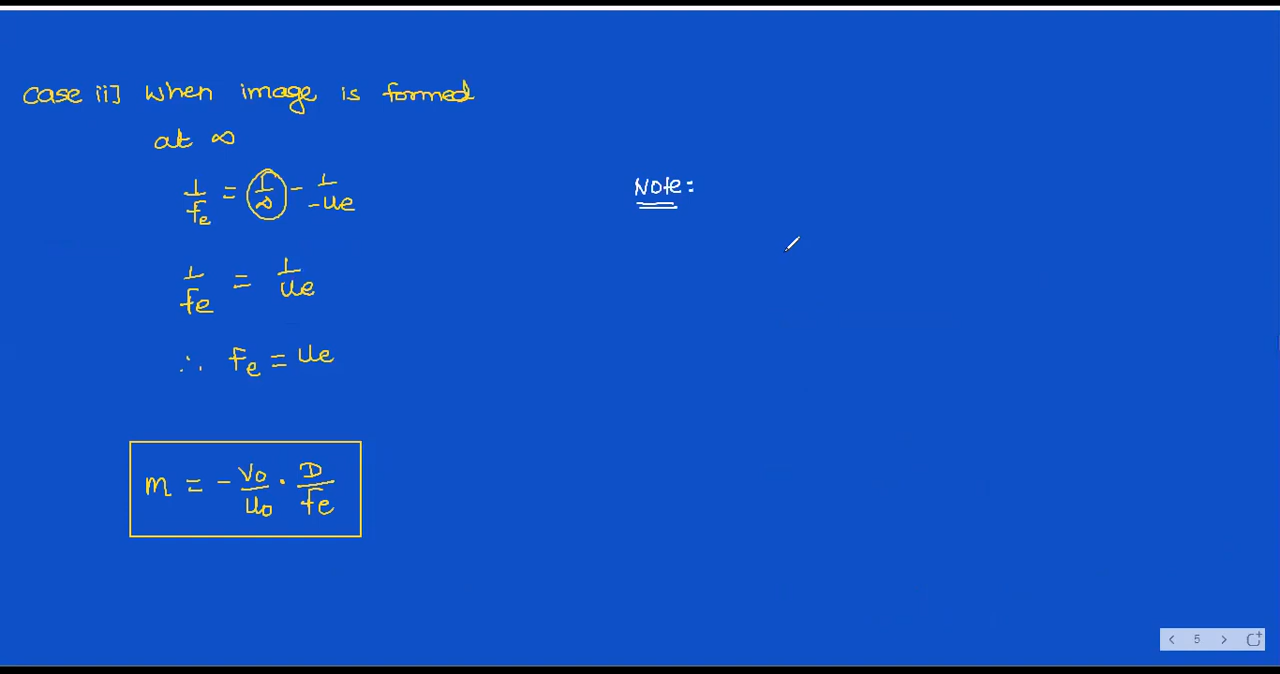 Case ii] When image is formed
at ∞
1/fe = 1/∞ - 1/-ue
Note:
1/fe = 1/ue
∴ fe = ue
m = - vo/uo · D/fe
5